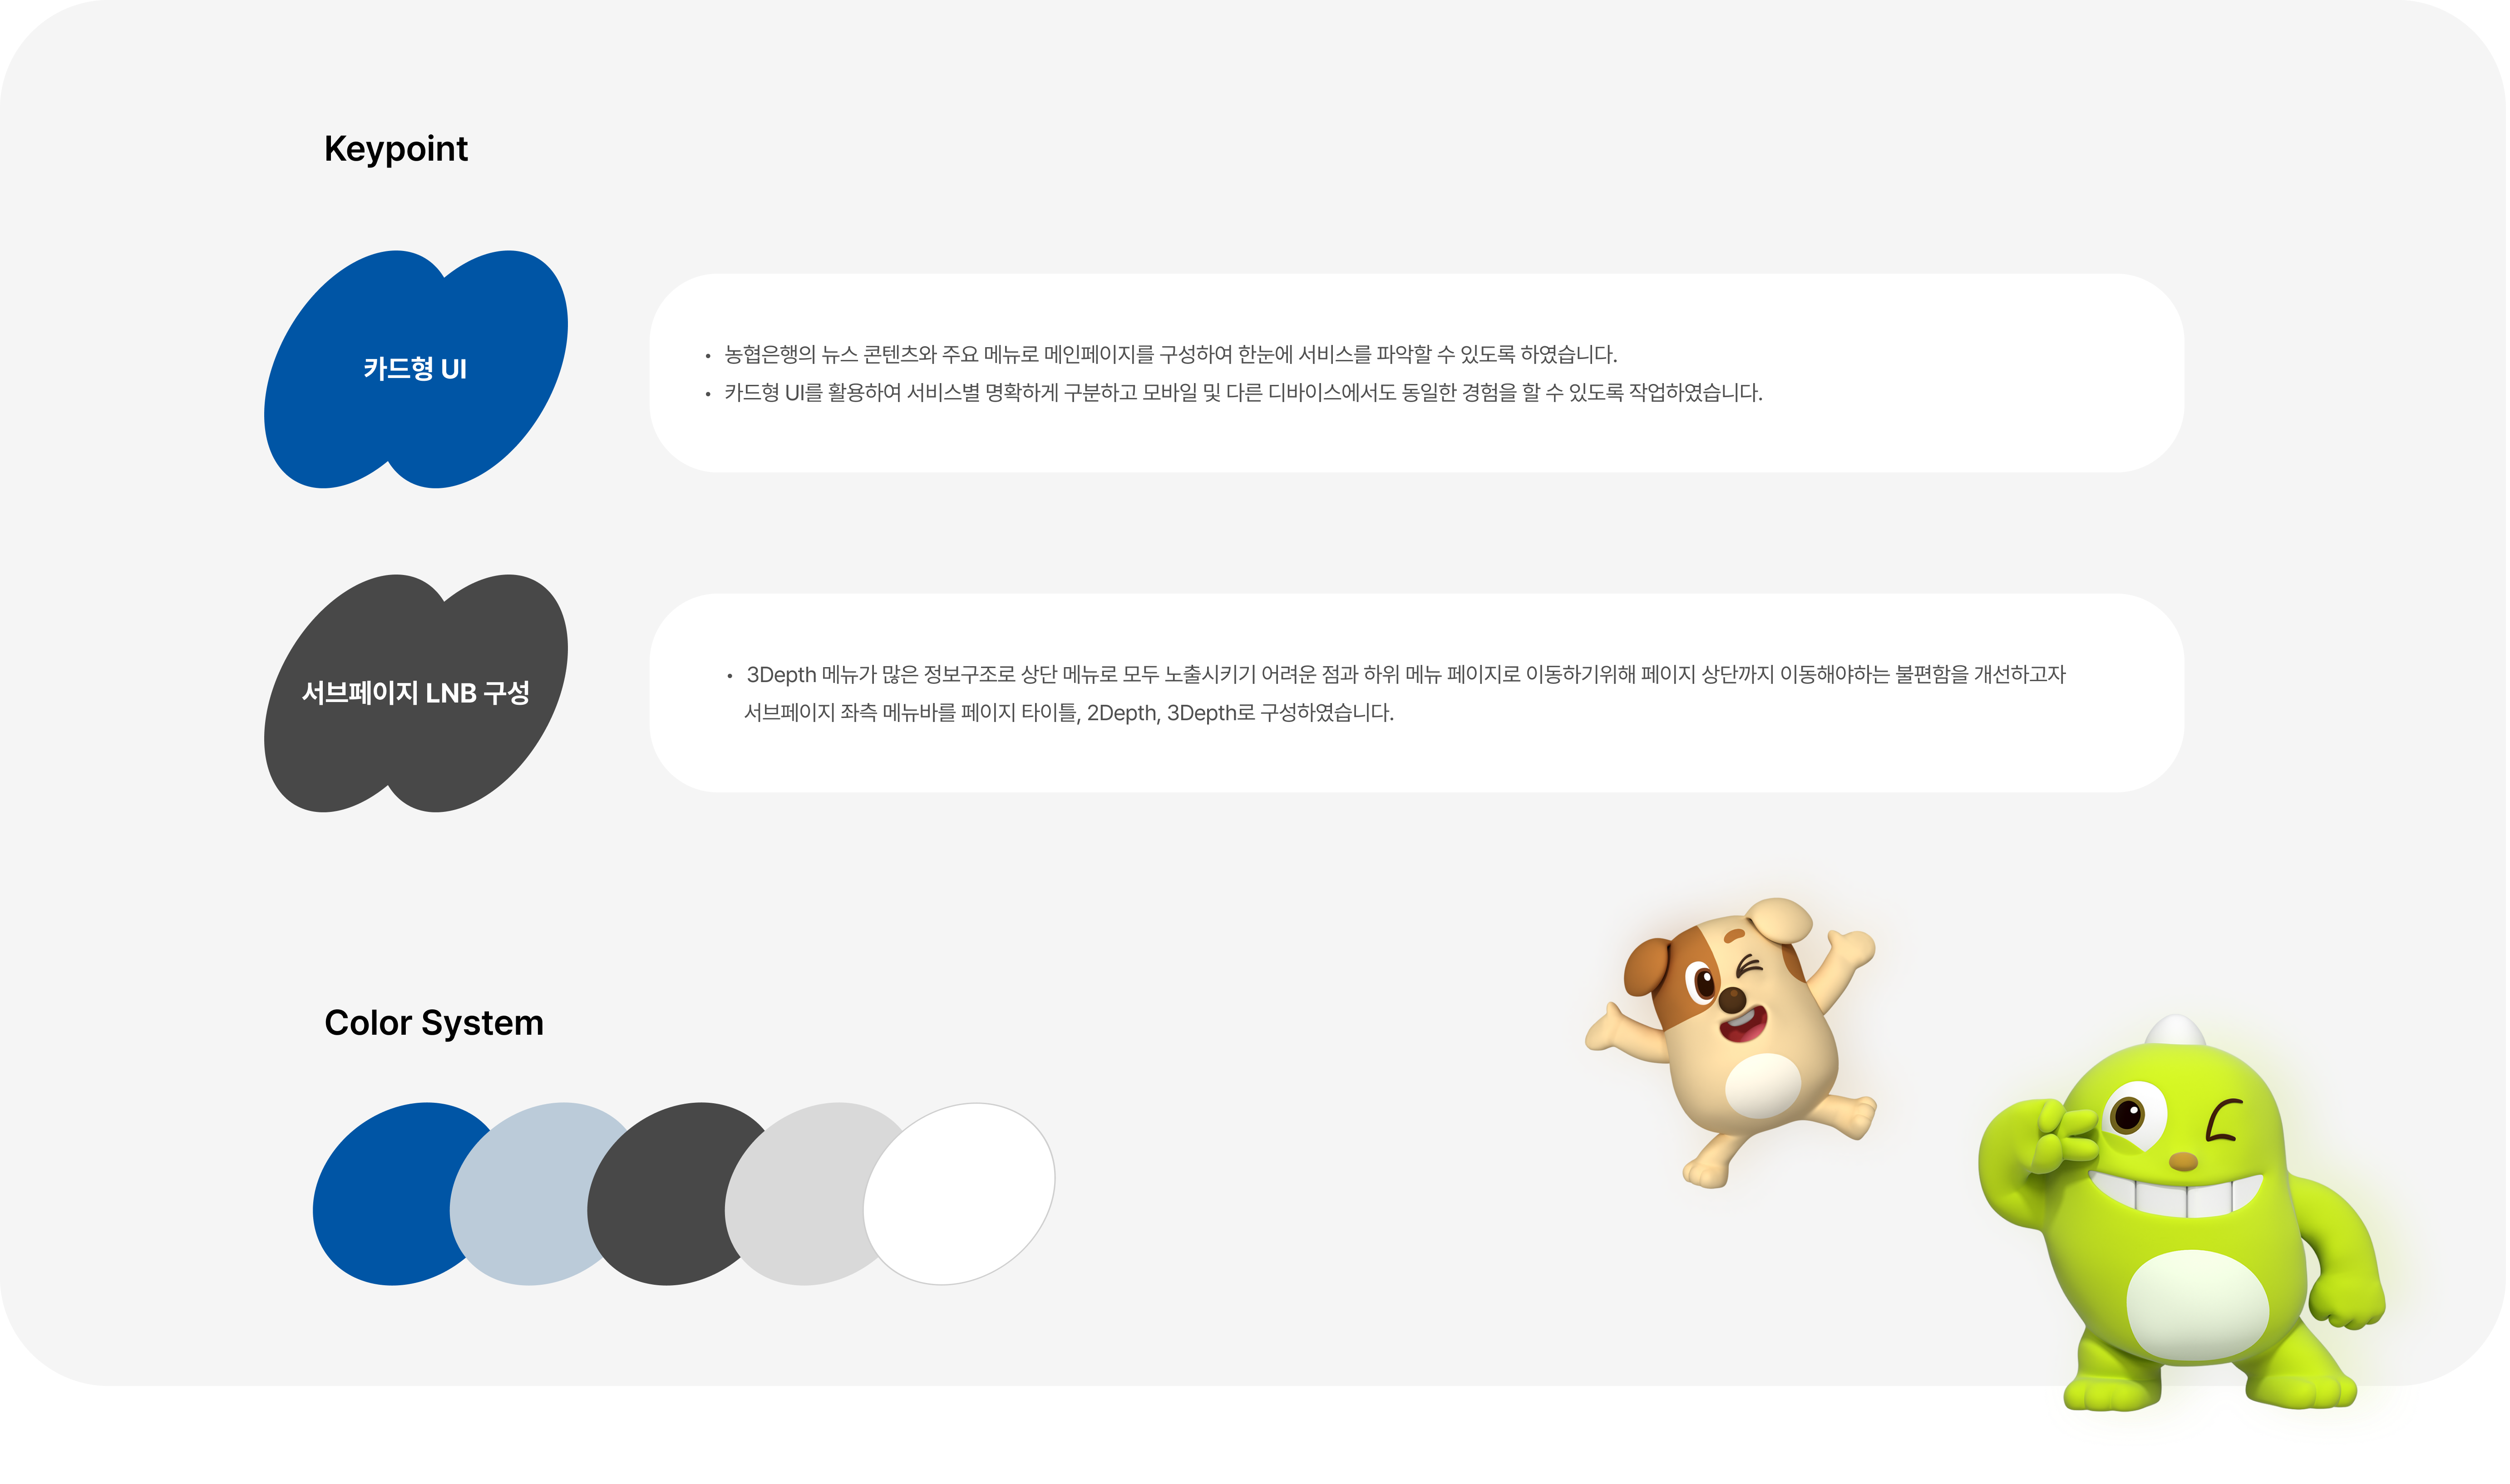 Keypoint
카드형 UI
• 농협은행의 뉴스 콘텐츠와 주요 메뉴로 메인페이지를 구성하여 한눈에 서비스를 파악할 수 있도록 하였습니다.
• 카드형 UI를 활용하여 서비스별 명확하게 구분하고 모바일 및 다른 디바이스에서도 동일한 경험을 할 수 있도록 작업하였습니다.
서브페이지 LNB 구성
• 3Depth 메뉴가 많은 정보구조로 상단 메뉴로 모두 노출시키기 어려운 점과 하위 메뉴 페이지로 이동하기위해 페이지 상단까지 이동해야하는 불편함을 개선하고자
서브페이지 좌측 메뉴바를 페이지 타이틀, 2Depth, 3Depth로 구성하였습니다.
Color System